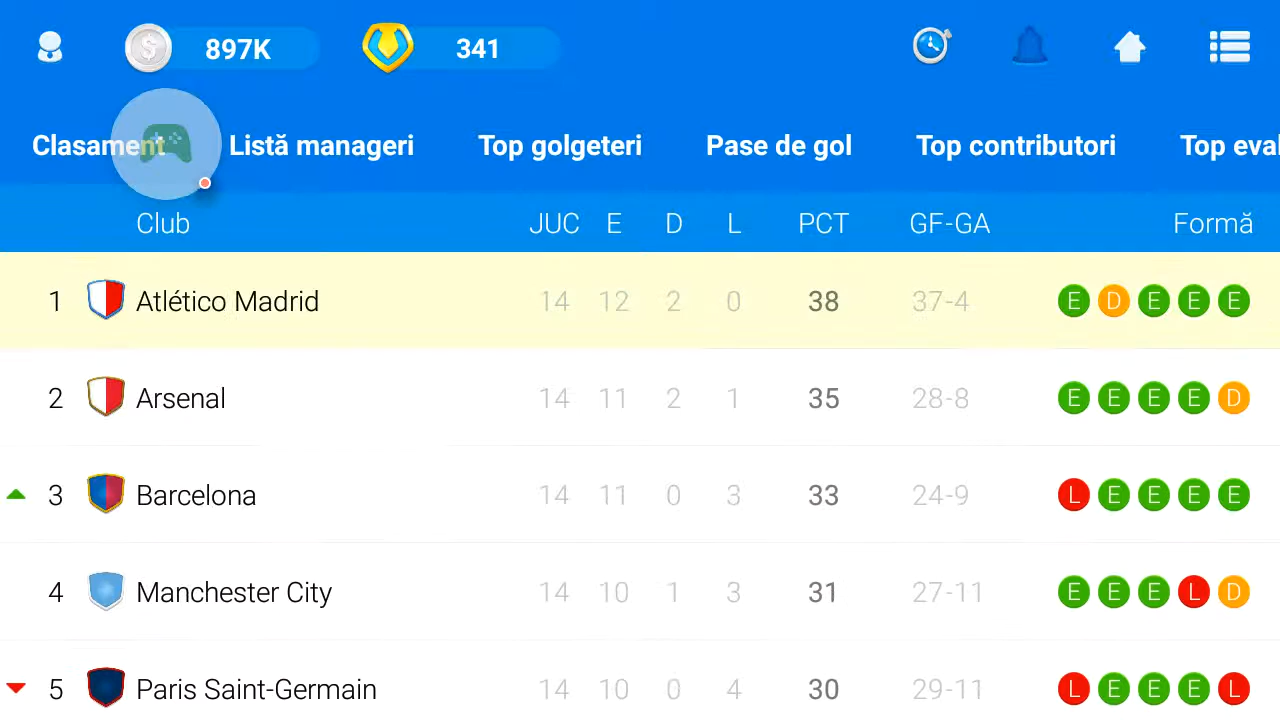 $ 897K 341
Clasament Listă manageri Top golgeteri Pase de gol Top contributori Top eval
Club JUC E D L PCT GF-GA Formă
1 Atlético Madrid 14 12 2 0 38 37-4 E D E E E
2 Arsenal 14 11 2 1 35 28-8 E E E E D
3 Barcelona 14 11 0 3 33 24-9 L E E E E
4 Manchester City 14 10 1 3 31 27-11 E E E L D
5 Paris Saint-Germain 14 10 0 4 30 29-11 L E E E L